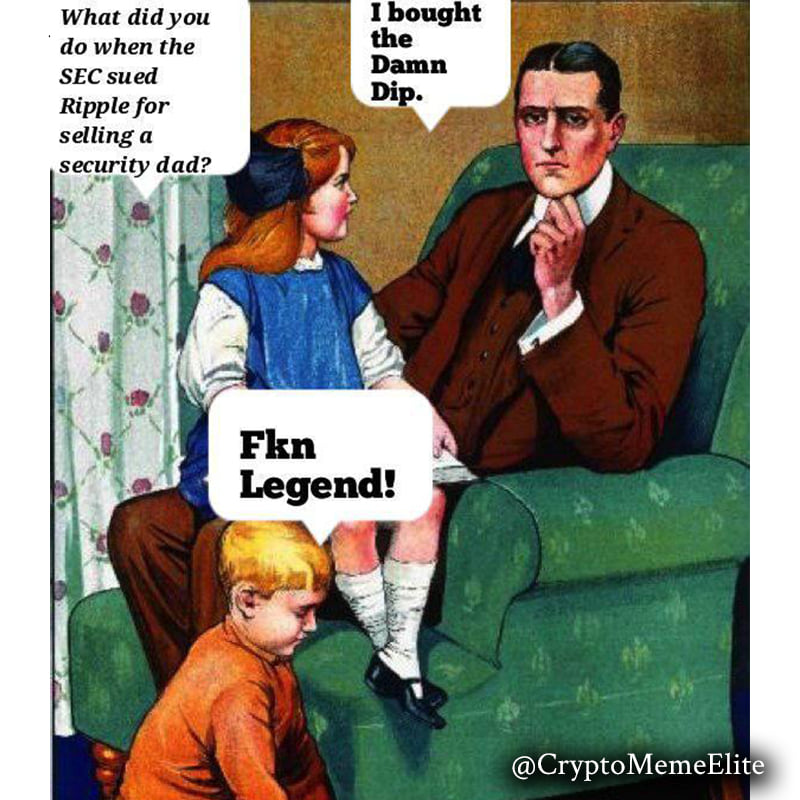 What did you
do when the
SEC sued
Ripple for
selling a
security dad?
I bought
the
Damn
Dip.
Fkn
Legend!
@CryptoMemeElite